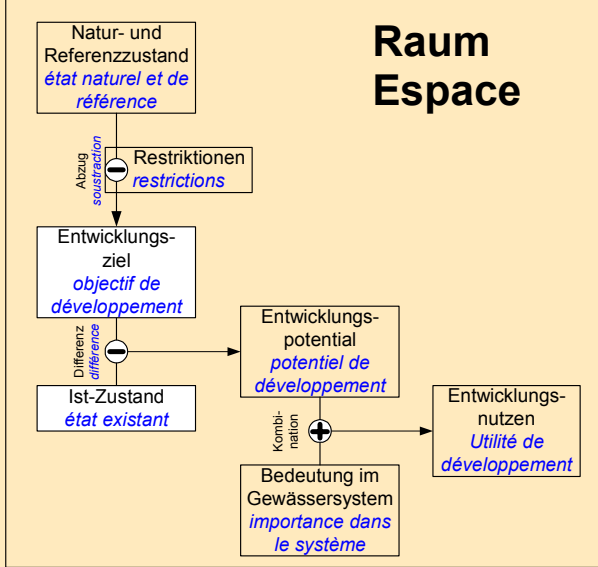 Raum
Espace
Natur- und
Referenzzustand
état naturel et de
référence
Abzug
soustraction
Restriktionen
restrictions
Entwicklungs-
ziel
objectif de
développement
Differenz
différence
Ist-Zustand
état existant
Entwicklungs-
potential
potentiel de
développement
Kombi-
nation
Bedeutung im
Gewässersystem
importance dans
le système
Entwicklungs-
nutzen
Utilité de
développement